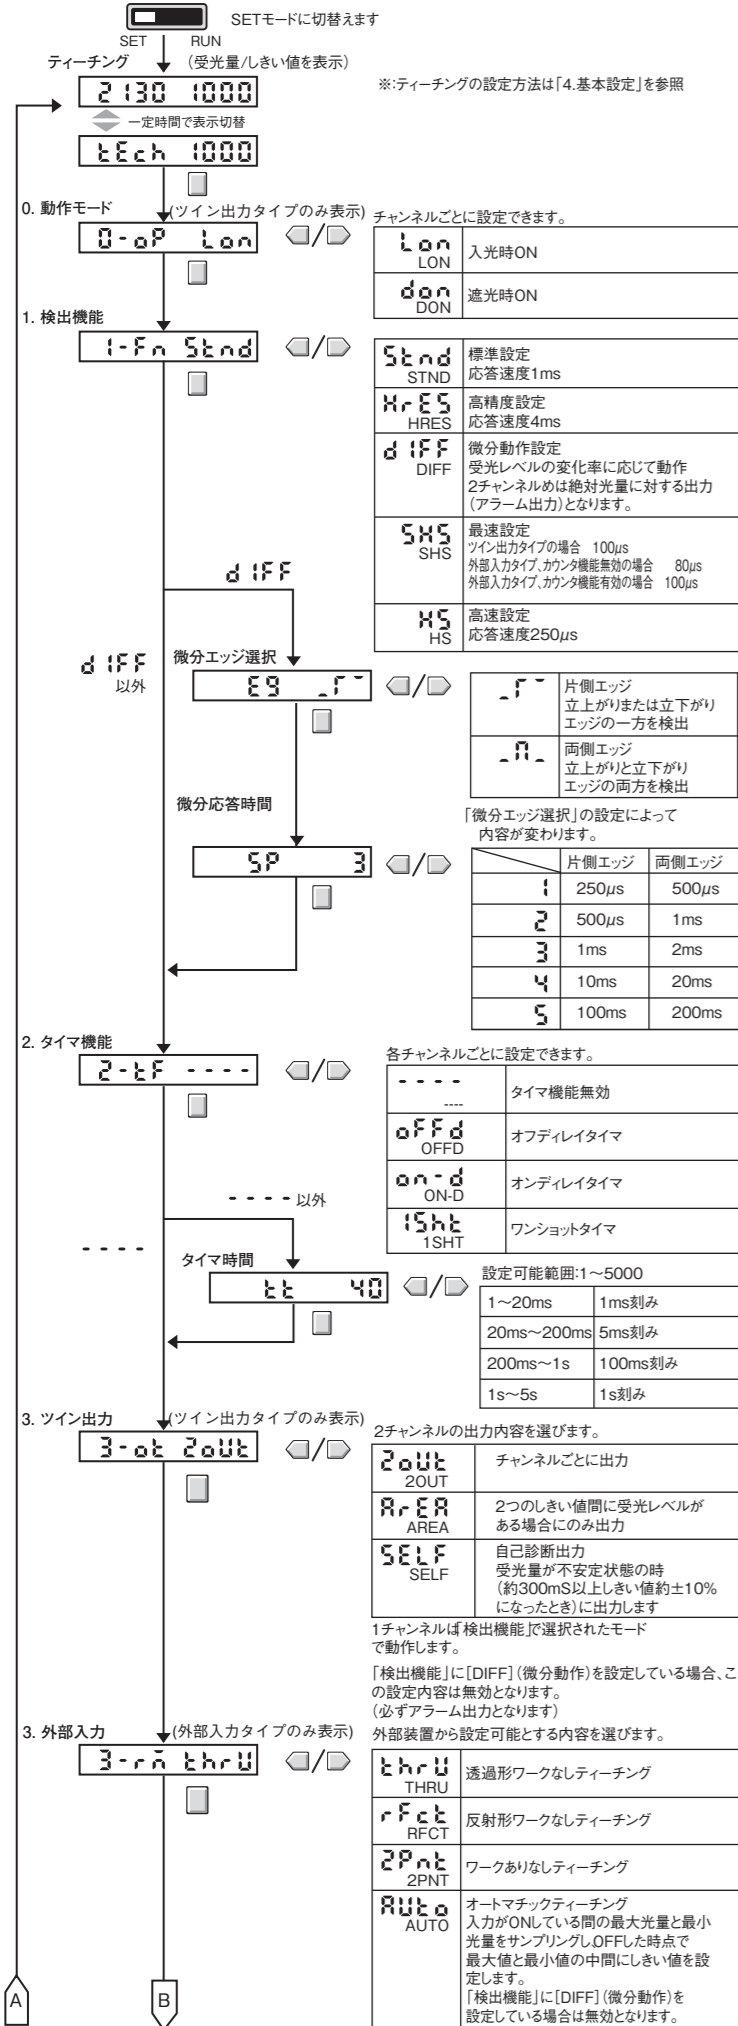 SETモードに切替えます
SET RUN
ティーチング (受光量/しきい値を表示)
2130 1000
※:ティーチングの設定方法は「4.基本設定」を参照
一定時間で表示切替
tEch 1000
0. 動作モード (ツイン出力タイプのみ表示)
0-oP Lon
チャンネルごとに設定できます。
Lon
LON
入光時ON
don
DON
遮光時ON
1. 検出機能
1-Fn Stnd
Stnd
STND
標準設定
応答速度1ms
HrES
HRES
高精度設定
応答速度4ms
dIFF
DIFF
微分動作設定
受光レベルの変化率に応じて動作
2チャンネルめは絶対光量に対する出力
(アラーム出力)となります。
SHS
SHS
最速設定
ツイン出力タイプの場合 100μs
外部入力タイプ、カウンタ機能無効の場合 80μs
外部入力タイプ、カウンタ機能有効の場合 100μs
HS
HS
高速設定
応答速度250μs
dIFF
dIFF
以外
微分エッジ選択
Eg
片側エッジ
立上がりまたは立下がり
エッジの一方を検出
両側エッジ
立上がりと立下がり
エッジの両方を検出
微分応答時間
SP 3
「微分エッジ選択」の設定によって
内容が変わります。
片側エッジ 両側エッジ
1 250μs 500μs
2 500μs 1ms
3 1ms 2ms
4 10ms 20ms
5 100ms 200ms
2. タイマ機能
2-tF ----
各チャンネルごとに設定できます。
----
----
タイマ機能無効
oFFd
OFFD
オフディレイタイマ
on-d
ON-D
オンディレイタイマ
1Sht
1SHT
ワンショットタイマ
---- 以外
----
タイマ時間
tt 40
設定可能範囲:1〜5000
1〜20ms 1ms刻み
20ms〜200ms 5ms刻み
200ms〜1s 100ms刻み
1s〜5s 1s刻み
3. ツイン出力 (ツイン出力タイプのみ表示)
3-ot 2oUt
2チャンネルの出力内容を選びます。
2oUt
2OUT
チャンネルごとに出力
ArEA
AREA
2つのしきい値間に受光レベルが
ある場合にのみ出力
SELF
SELF
自己診断出力
受光量が不安定状態の時
(約300mS以上しきい値約±10%
になったとき)に出力します
1チャンネルは「検出機能」で選択されたモード
で動作します。
「検出機能」に[DIFF](微分動作)を設定している場合、こ
の設定内容は無効となります。
(必ずアラーム出力となります)
3. 外部入力 (外部入力タイプのみ表示)
3-rm thrU
外部装置から設定可能とする内容を選びます。
thrU
THRU
透過形ワークなしティーチング
rFct
RFCT
反射形ワークなしティーチング
2Pnt
2PNT
ワークありなしティーチング
AUto
AUTO
オートマチックティーチング
入力がONしている間の最大光量と最小
光量をサンプリングし、OFFした時点で
最大値と最小値の中間にしきい値を設
定します。
「検出機能」に[DIFF](微分動作)を
設定している場合は無効となります。
A
B